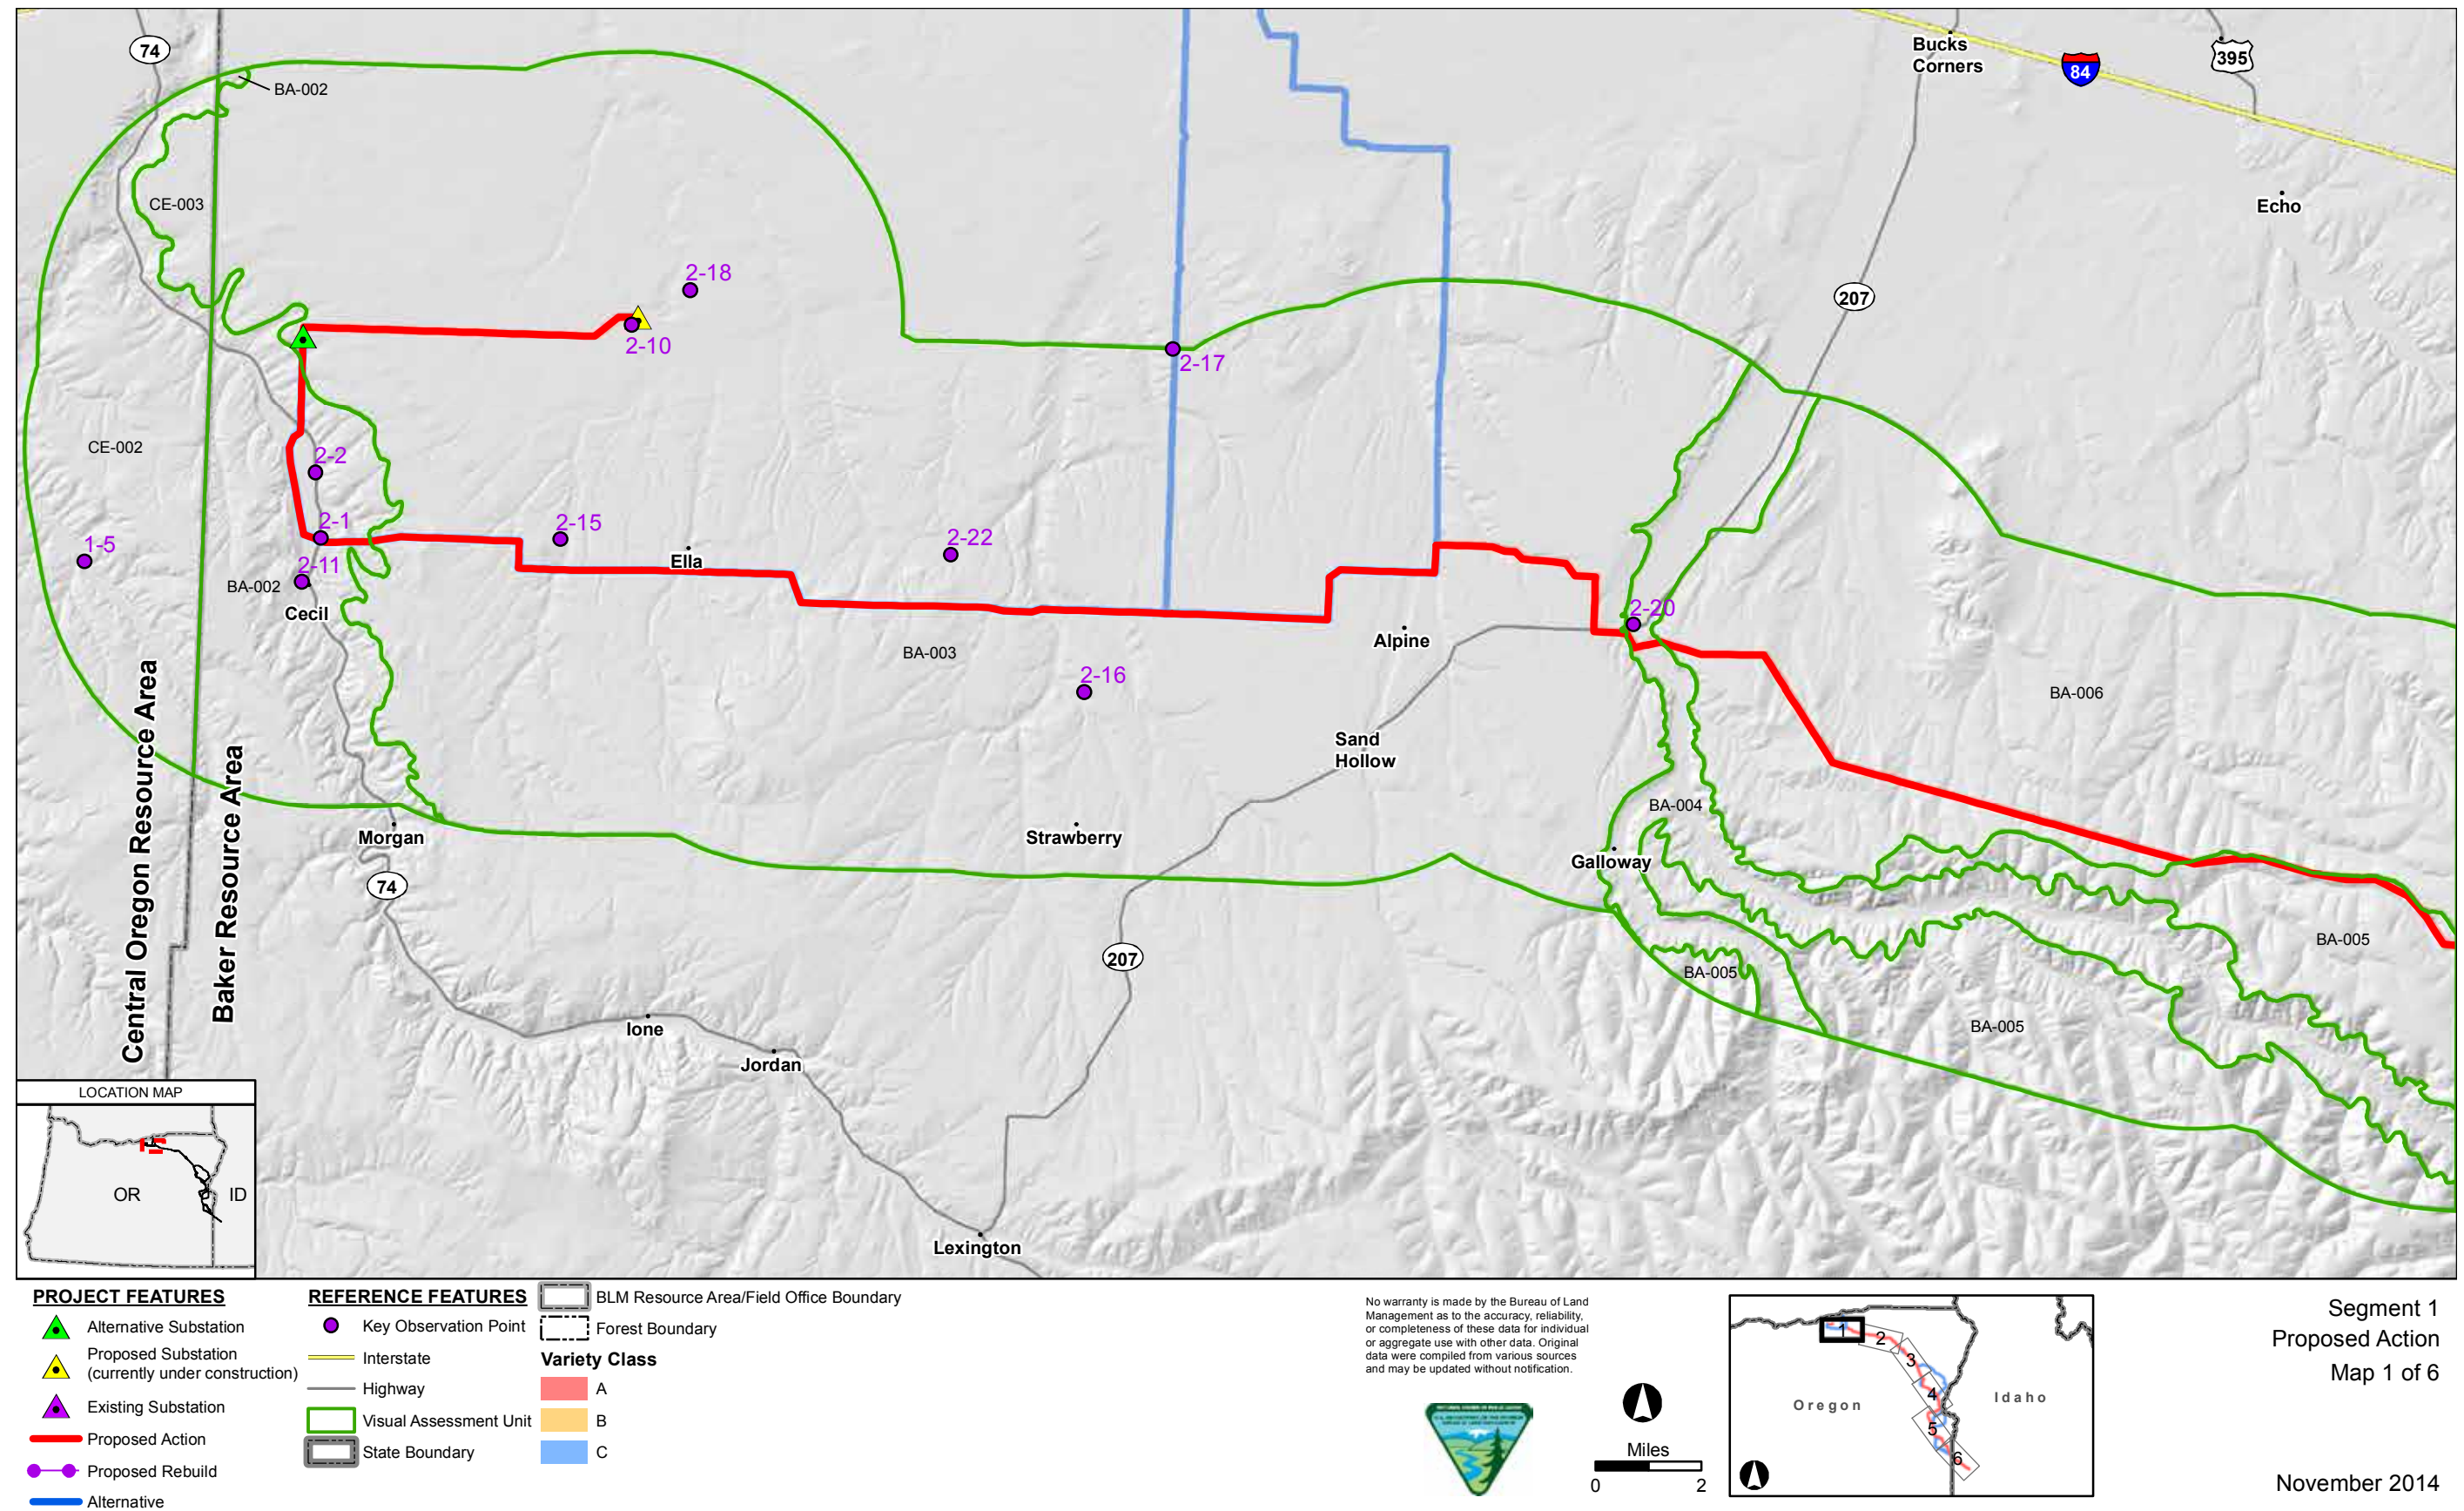 74
BA-002
Bucks
Corners
84
395
CE-003
Echo
2-18
207
2-10
2-17
CE-002
2-2
2-1
2-15
2-22
1-5
Ella
2-11
BA-002
Cecil
2-20
Alpine
BA-003
2-16
BA-006
Sand
Hollow
BA-004
Central Oregon Resource Area
Baker Resource Area
Morgan
Strawberry
Galloway
74
207
BA-005
BA-005
BA-005
Ione
Jordan
Lexington
LOCATION MAP
OR
ID
PROJECT FEATURES
Alternative Substation
Proposed Substation
(currently under construction)
Existing Substation
Proposed Action
Proposed Rebuild
Alternative
REFERENCE FEATURES
Key Observation Point
Interstate
Highway
Visual Assessment Unit
State Boundary
BLM Resource Area/Field Office Boundary
Forest Boundary
Variety Class
A
B
C
No warranty is made by the Bureau of Land
Management as to the accuracy, reliability,
or completeness of these data for individual
or aggregate use with other data. Original
data were compiled from various sources
and may be updated without notification.
Miles
0 2
1
2
3
4
5
6
Oregon
Idaho
Segment 1
Proposed Action
Map 1 of 6
November 2014